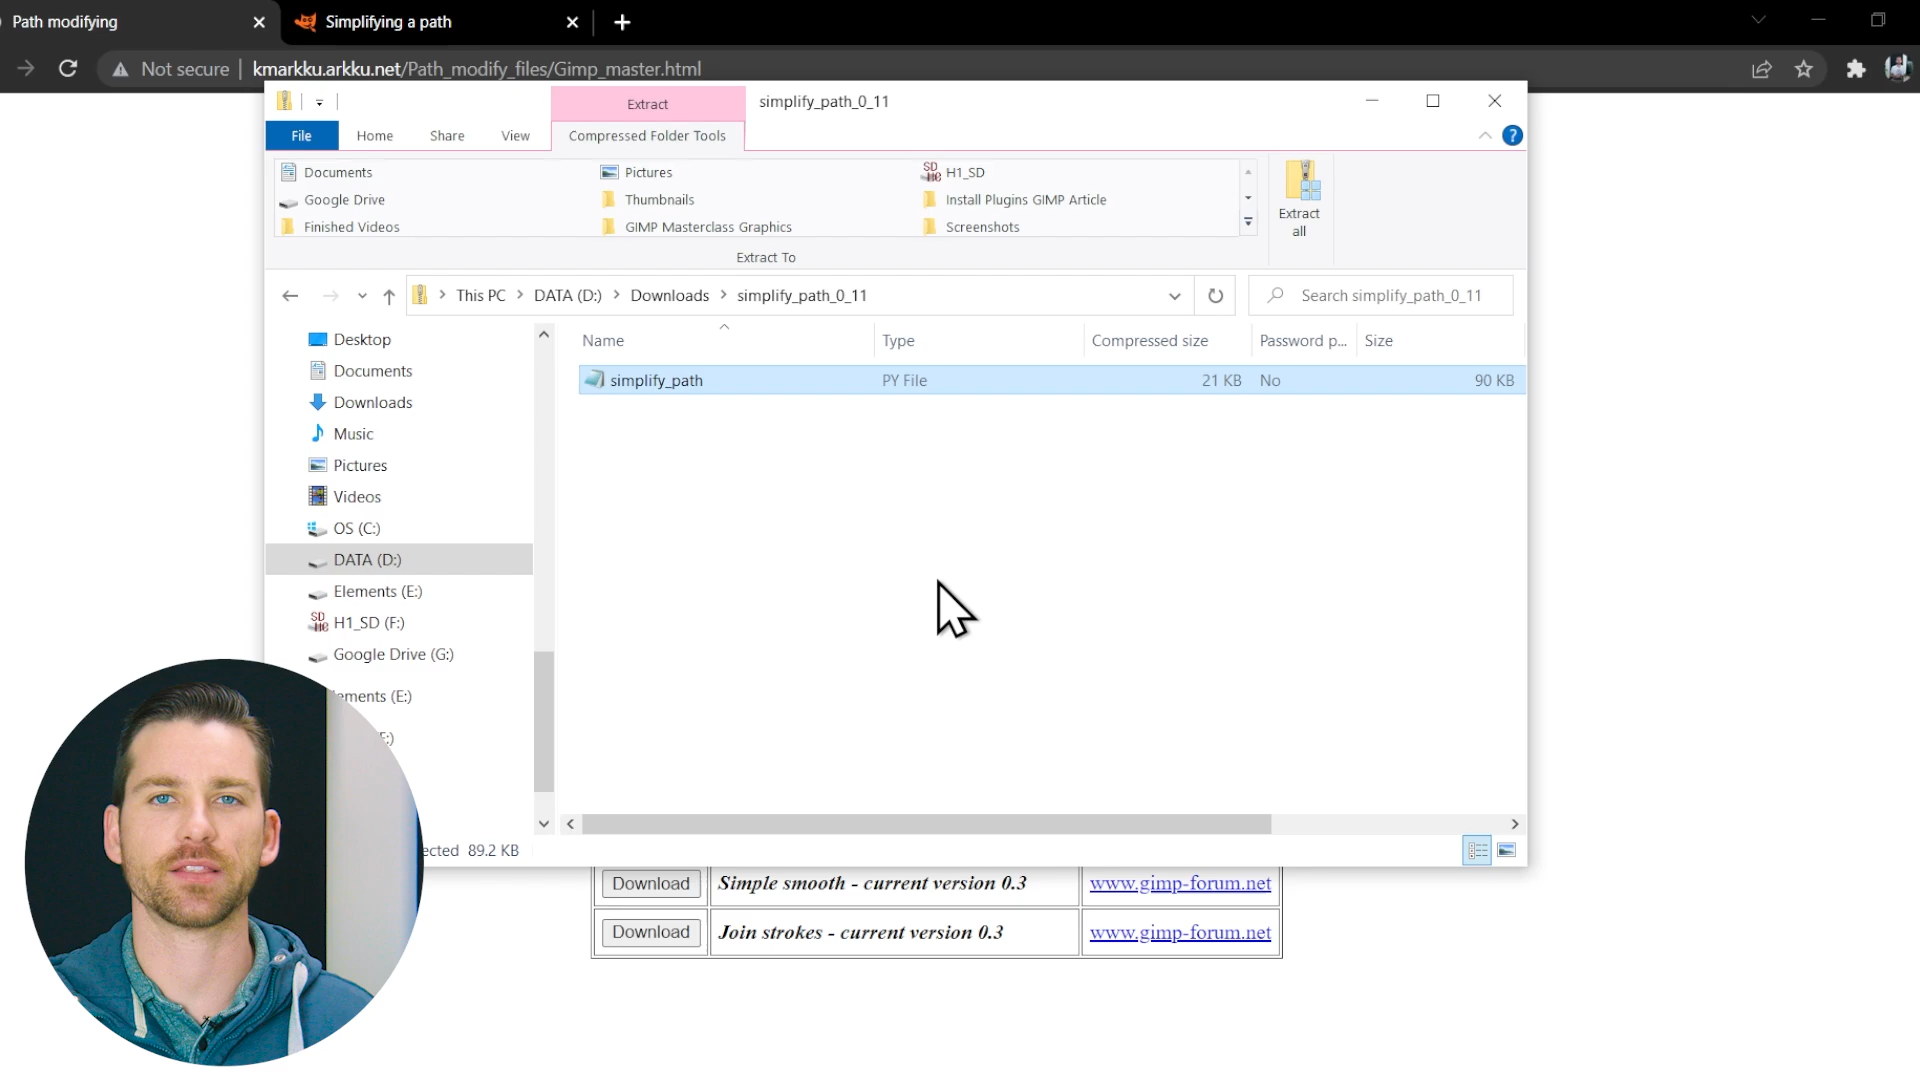 Path modifying
Simplifying a path
Not secure
kmarkku.arkku.net/Path_modify_files/Gimp_master.html
Extract
simplify_path_0_11
File
Home
Share
View
Compressed Folder Tools
Documents
Pictures
H1_SD
Google Drive
Thumbnails
Install Plugins GIMP Article
Finished Videos
GIMP Masterclass Graphics
Screenshots
Extract
all
Extract To
This PC > DATA (D:) > Downloads > simplify_path_0_11
Search simplify_path_0_11
Name
Type
Compressed size
Password p...
Size
simplify_path
PY File
21 KB
No
90 KB
Desktop
Documents
Downloads
Music
Pictures
Videos
OS (C:)
DATA (D:)
Elements (E:)
H1_SD (F:)
Google Drive (G:)
ements (E:)
ected 89.2 KB
Download
Simple smooth - current version 0.3
www.gimp-forum.net
Download
Join strokes - current version 0.3
www.gimp-forum.net